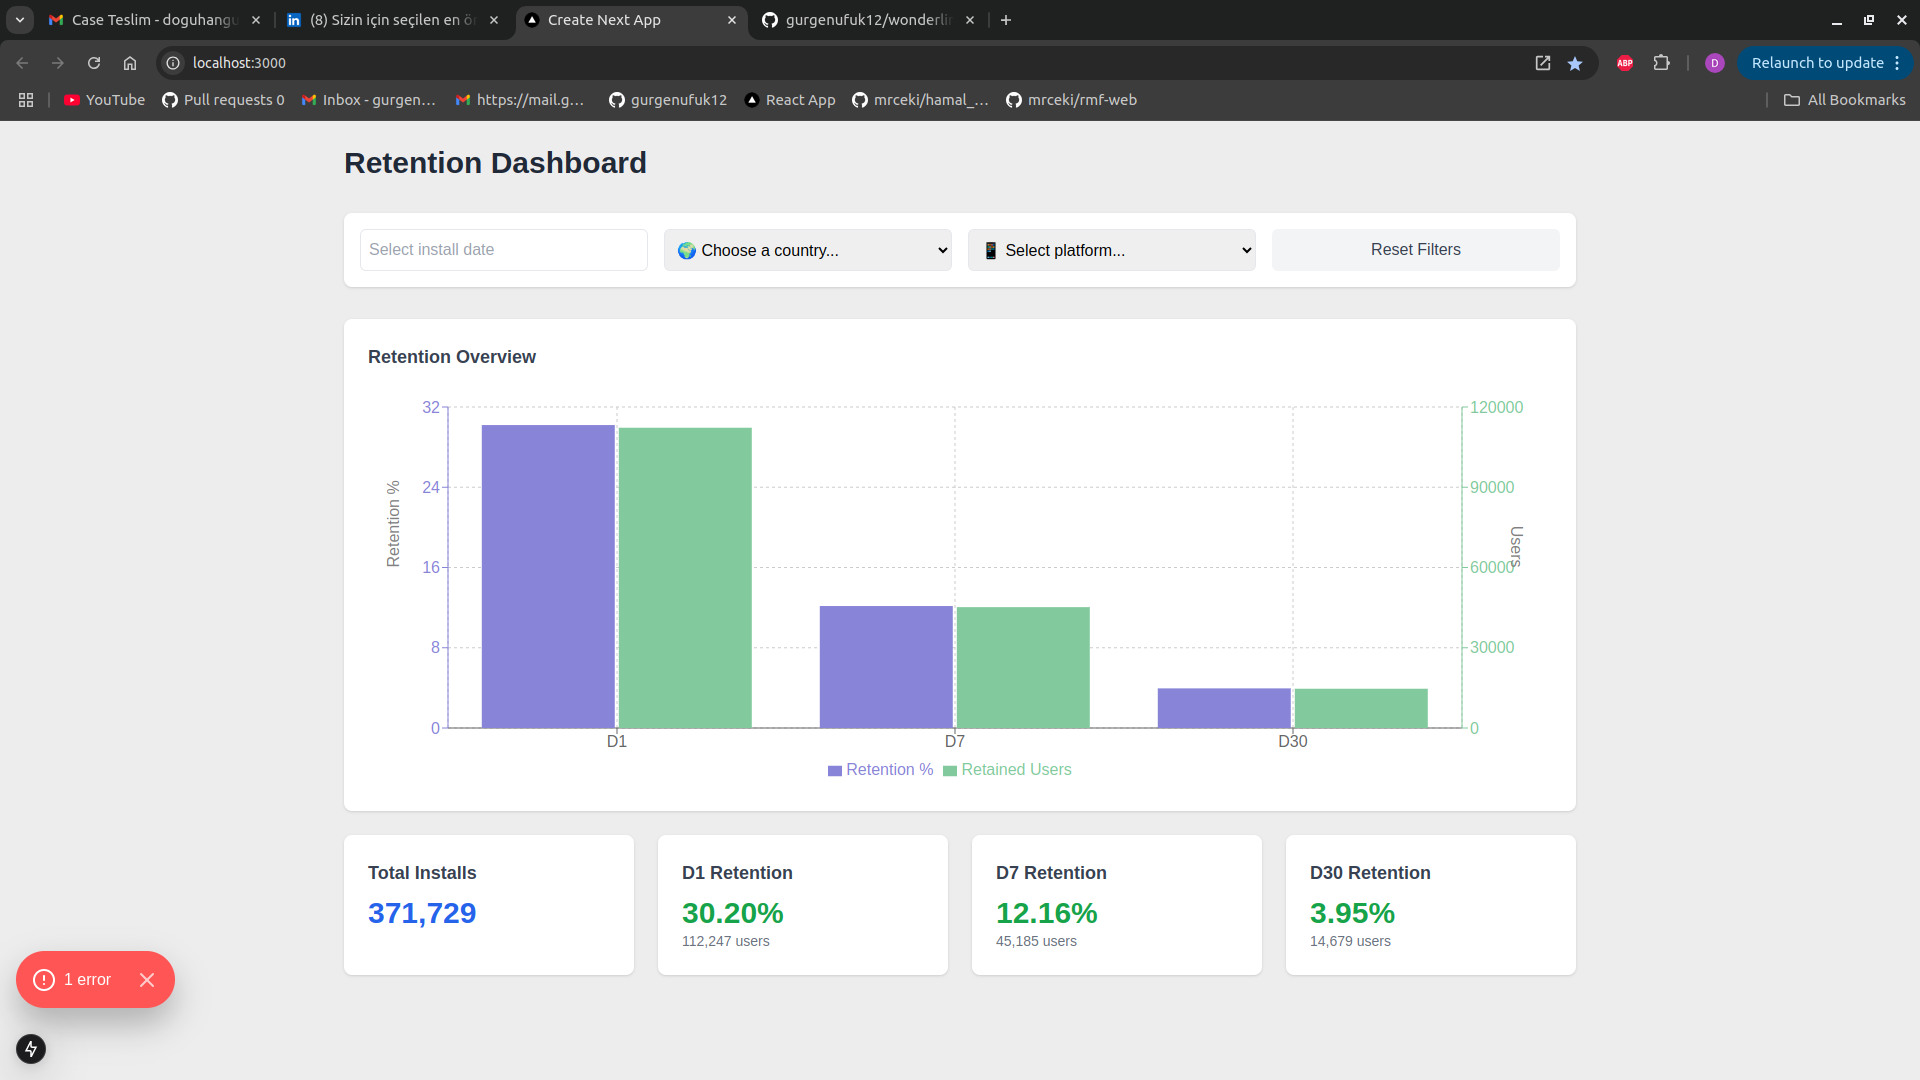 Case Teslim - doguhangu
(8) Sizin için seçilen en ön
Create Next App
gurgenufuk12/wonderlin
localhost:3000
ABP
D
Relaunch to update
YouTube
Pull requests 0
Inbox - gurgen...
https://mail.g...
gurgenufuk12
React App
mrceki/hamal_...
mrceki/rmf-web
All Bookmarks
Retention Dashboard
Select install date
Choose a country...
Select platform...
Reset Filters
Retention Overview
32
24
16
8
0
Retention %
120000
90000
60000
30000
0
Users
D1
D7
D30
Retention %
Retained Users
Total Installs
371,729
D1 Retention
30.20%
112,247 users
D7 Retention
12.16%
45,185 users
D30 Retention
3.95%
14,679 users
1 error